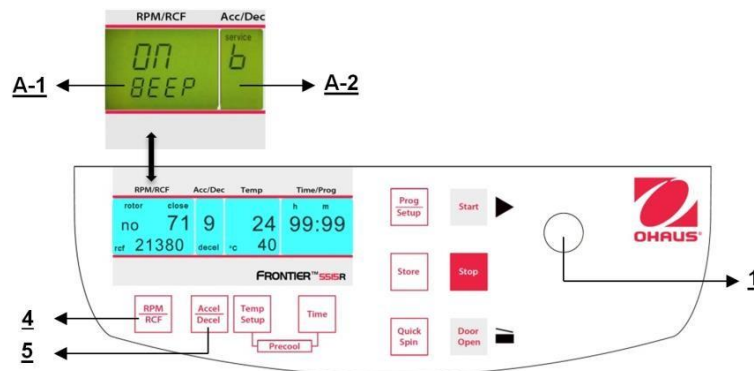 RPM/RCF Acc/Dec
ON
service
b
BEEP
A-1
A-2
RPM/RCF Acc/Dec Temp Time/Prog
rotor close h m
no 71 9 24 99:99
rcf 21380 decel °C 40
FRONTIER™ 5515R
RPM
RCF
Accel
Decel
Temp
Setup
Time
Precool
4
5
Prog
Setup
Start
Store
Stop
Quick
Spin
Door
Open
OHAUS®
1